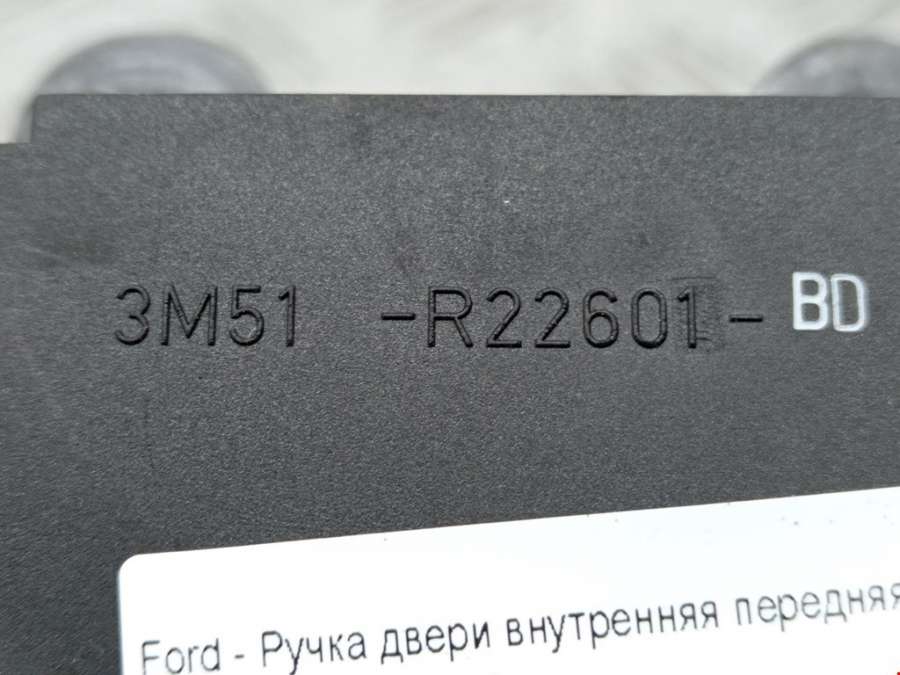 3M51 -R22601- BD
Ford - Ручка двери внутренняя передняя